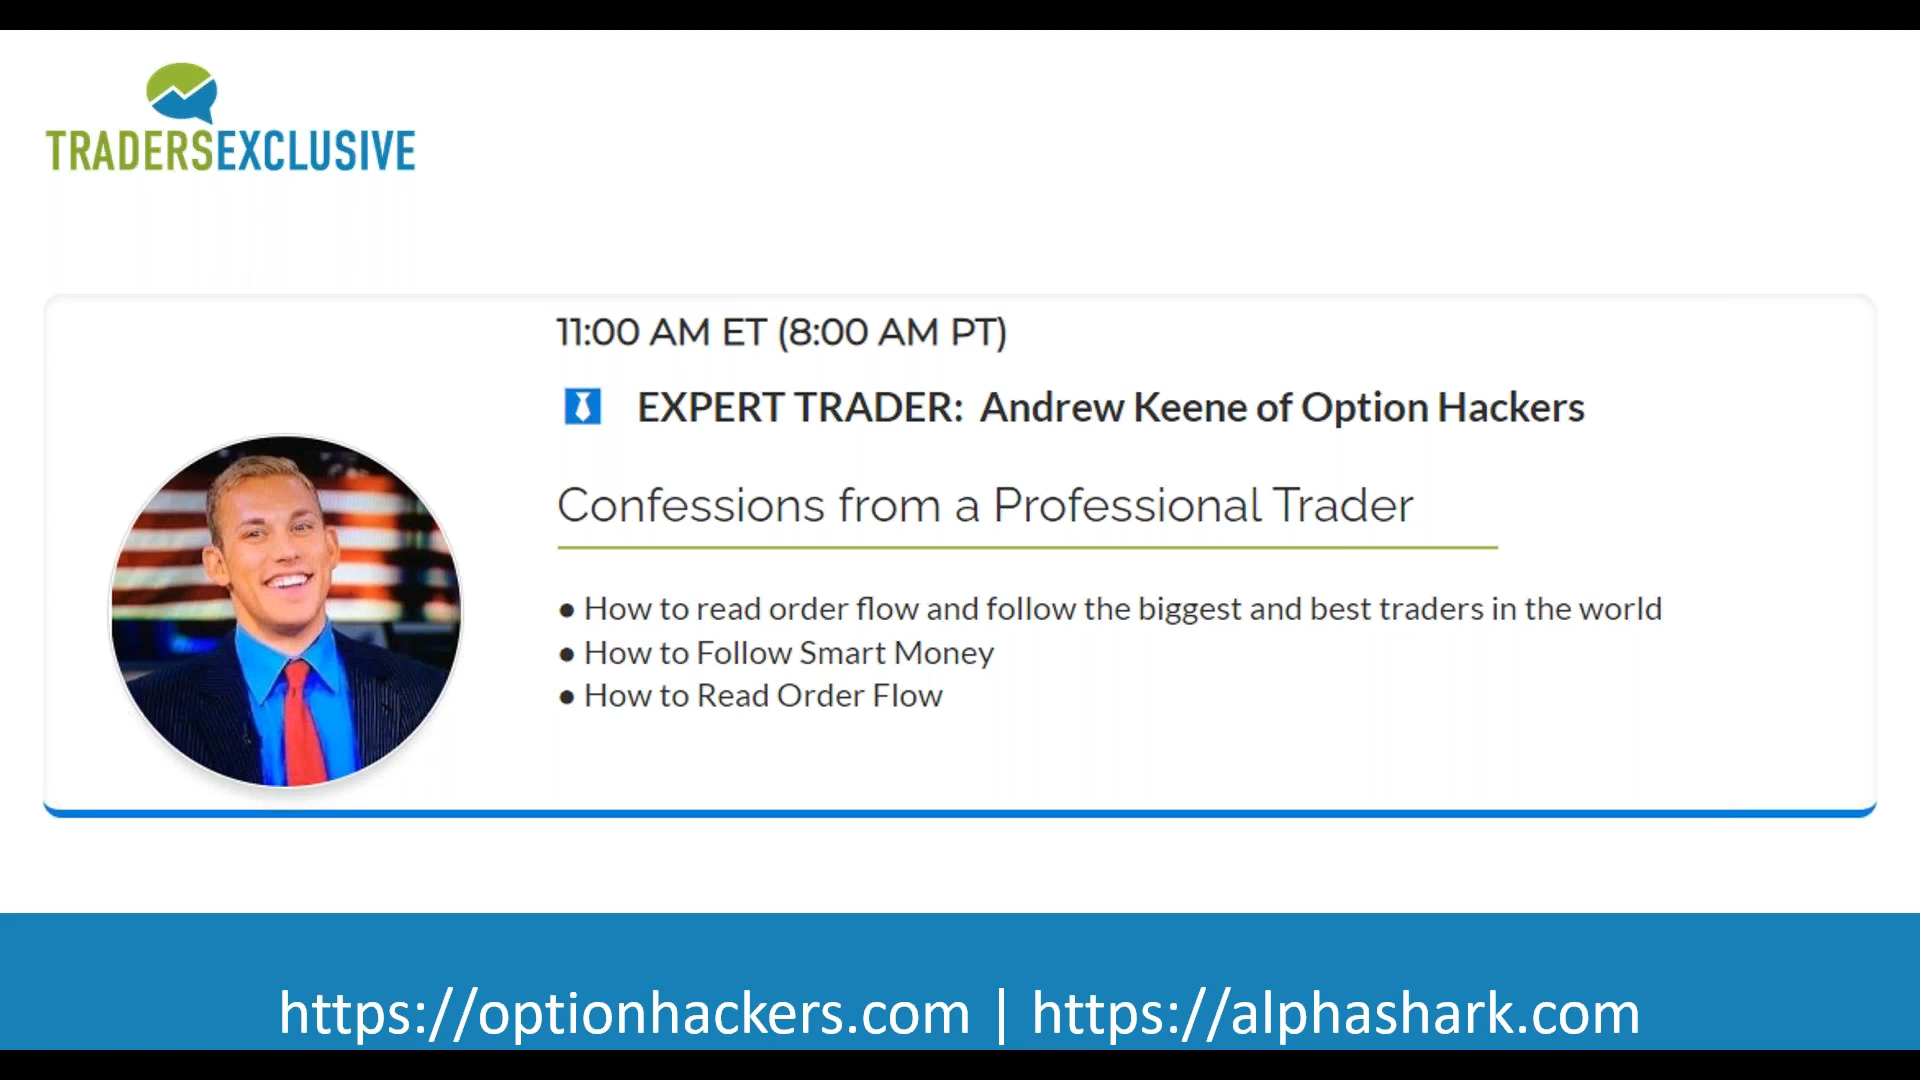 TRADERSEXCLUSIVE
11:00 AM ET (8:00 AM PT)
EXPERT TRADER: Andrew Keene of Option Hackers
Confessions from a Professional Trader
● How to read order flow and follow the biggest and best traders in the world
● How to Follow Smart Money
● How to Read Order Flow
https://optionhackers.com | https://alphashark.com